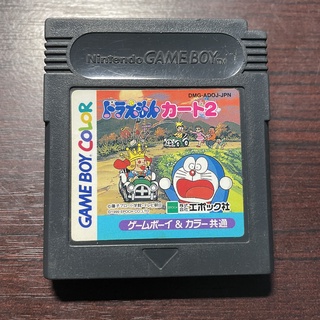 Nintendo GAME BOY
DMG-ADOJ-JPN
ドラえもん カート2
GAME BOY COLOR
エポック社
ゲームボーイ & カラー共通